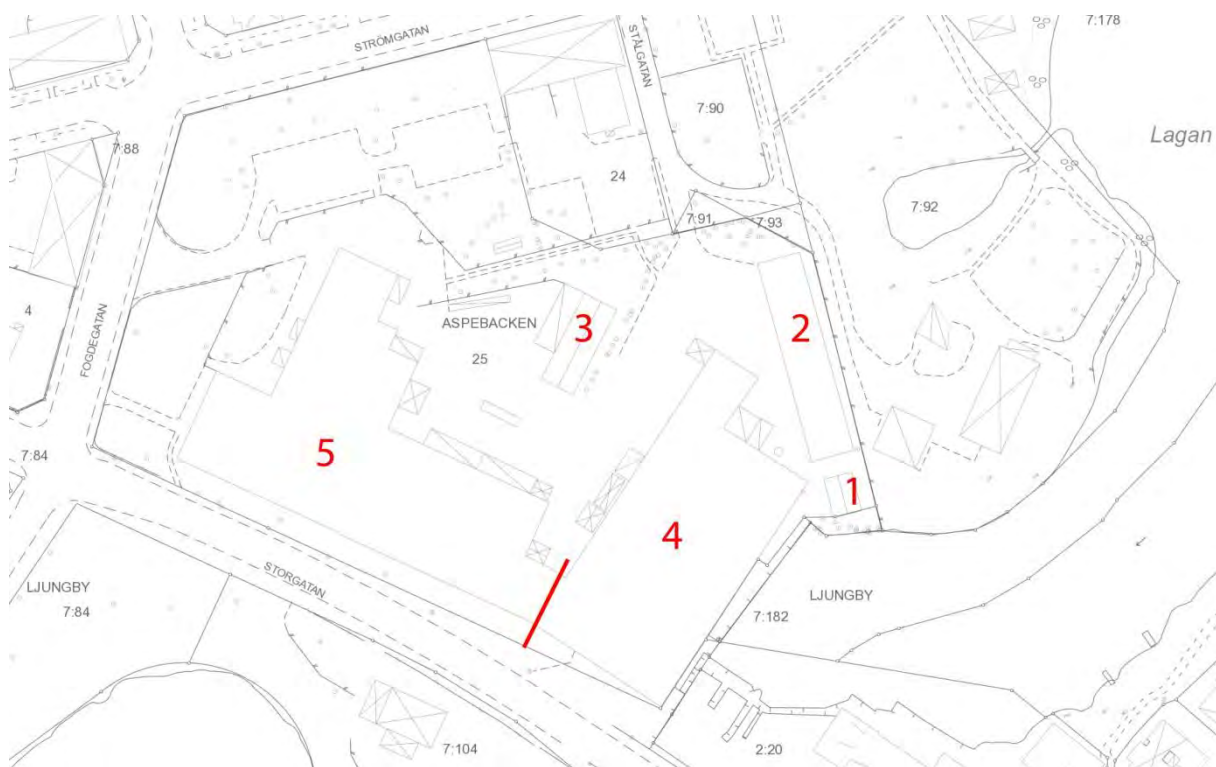 7:178
STRÖMGATAN
STÅLGATAN
7:90
Lagan
7:88
24
7:92
7:91
7:93
FOGDEGATAN
4
ASPEBACKEN
25
3
2
5
7:84
1
4
STORGATAN
LJUNGBY
7:84
LJUNGBY
7:182
7:104
2:20